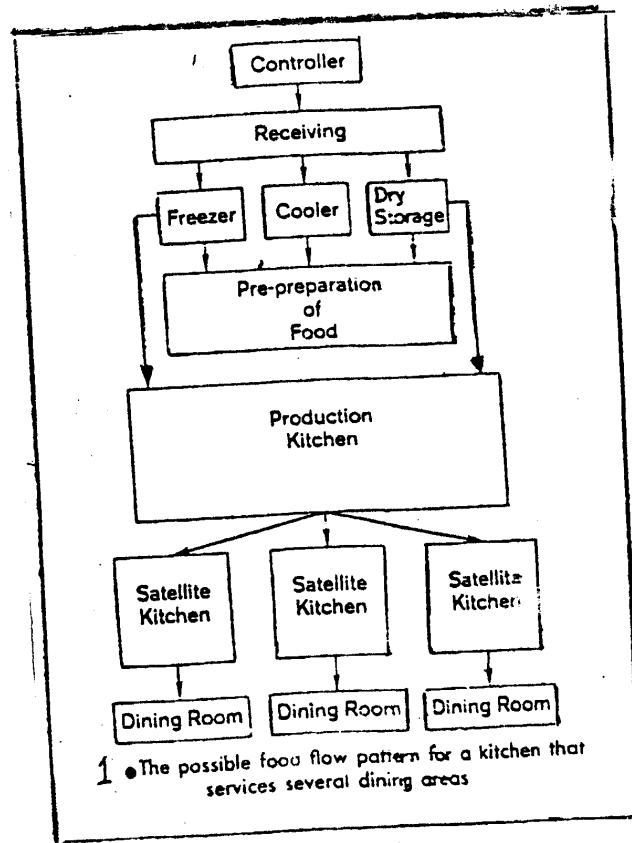 Controller
Receiving
Freezer
Cooler
Dry
Storage
Pre-preparation
of
Food
Production
Kitchen
Satellite
Kitchen
Satellite
Kitchen
Satellite
Kitchen
Dining Room
Dining Room
Dining Room
1 • The possible food flow pattern for a kitchen that
services several dining areas